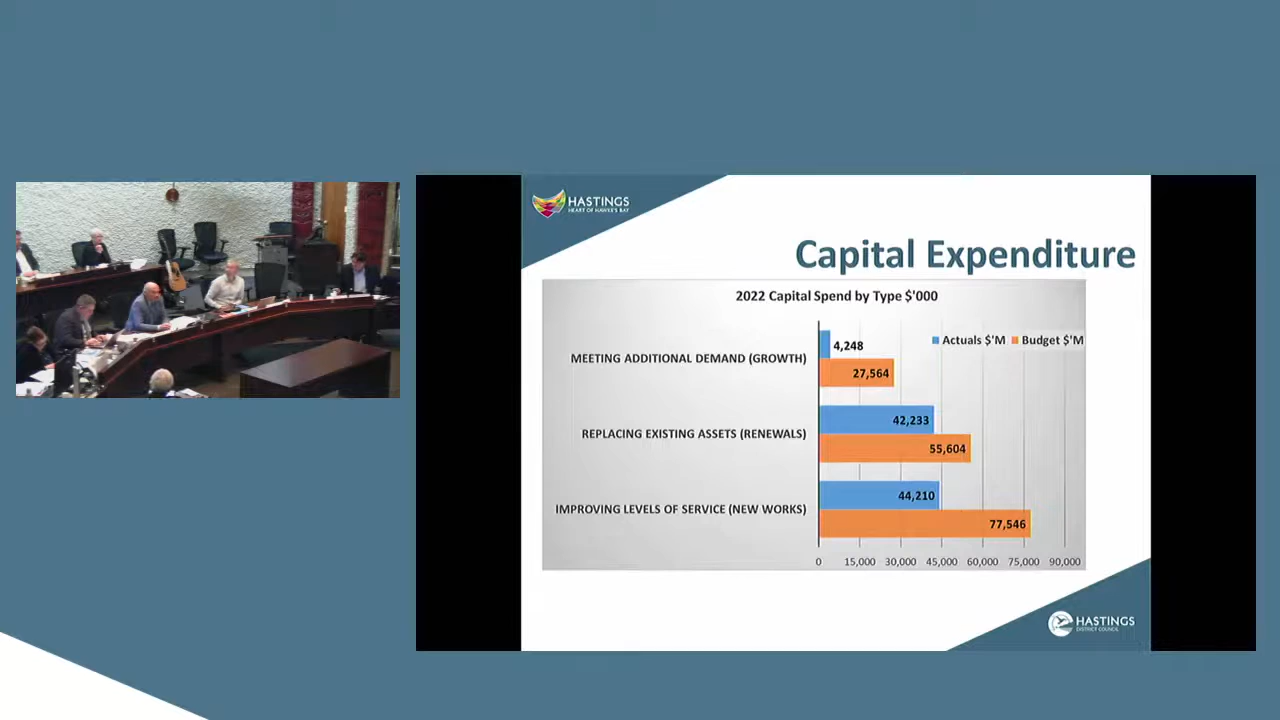 HASTINGS
HEART OF HAWKE'S BAY
Capital Expenditure
2022 Capital Spend by Type $'000
Actuals $'M Budget $'M
MEETING ADDITIONAL DEMAND (GROWTH)
4,248
27,564
REPLACING EXISTING ASSETS (RENEWALS)
42,233
55,604
IMPROVING LEVELS OF SERVICE (NEW WORKS)
44,210
77,546
0 15,000 30,000 45,000 60,000 75,000 90,000
HASTINGS
DISTRICT COUNCIL